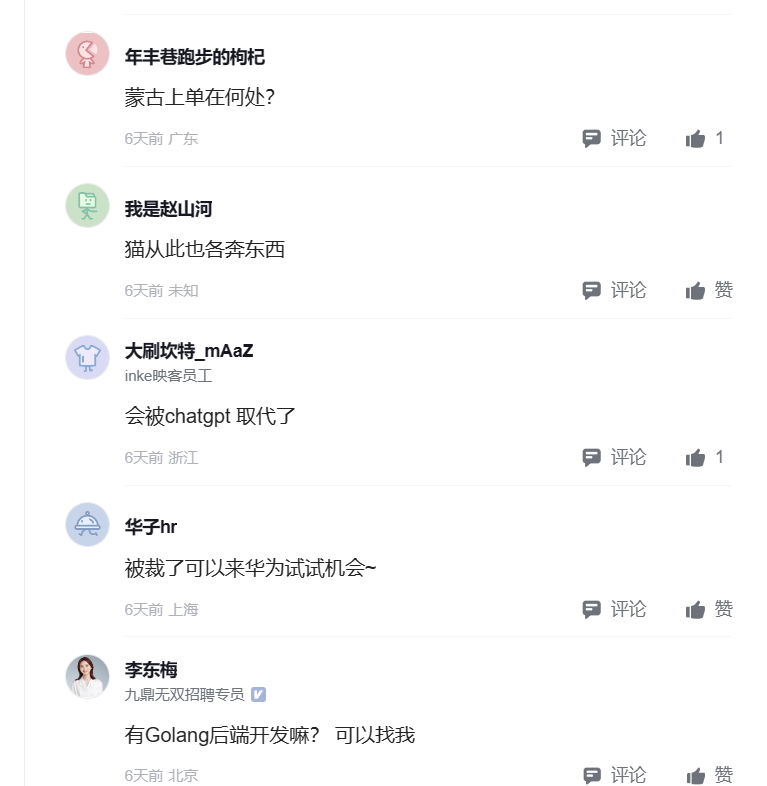 年丰巷跑步的枸杞
蒙古上单在何处？
6天前 广东
评论 1
我是赵山河
猫从此也各奔东西
6天前 未知
评论 赞
大刷坎特_mAaZ
inke映客员工
会被chatgpt 取代了
6天前 浙江
评论 1
华子hr
被裁了可以来华为试试机会~
6天前 上海
评论 赞
李东梅
九鼎无双招聘专员
有Golang后端开发嘛？ 可以找我
6天前 北京
评论 赞